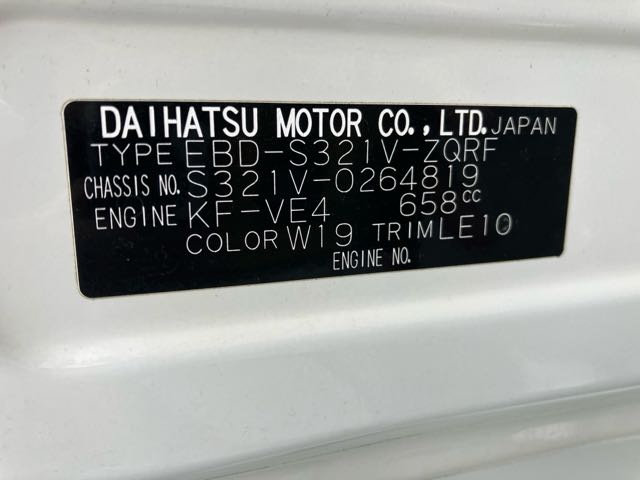 DAIHATSU MOTOR CO.,LTD. JAPAN
TYPE EBD-S321V-ZQRF
CHASSIS NO. S321V-0264819
ENGINE KF-VE4 658cc
COLOR W19 TRIM LE10
ENGINE NO.